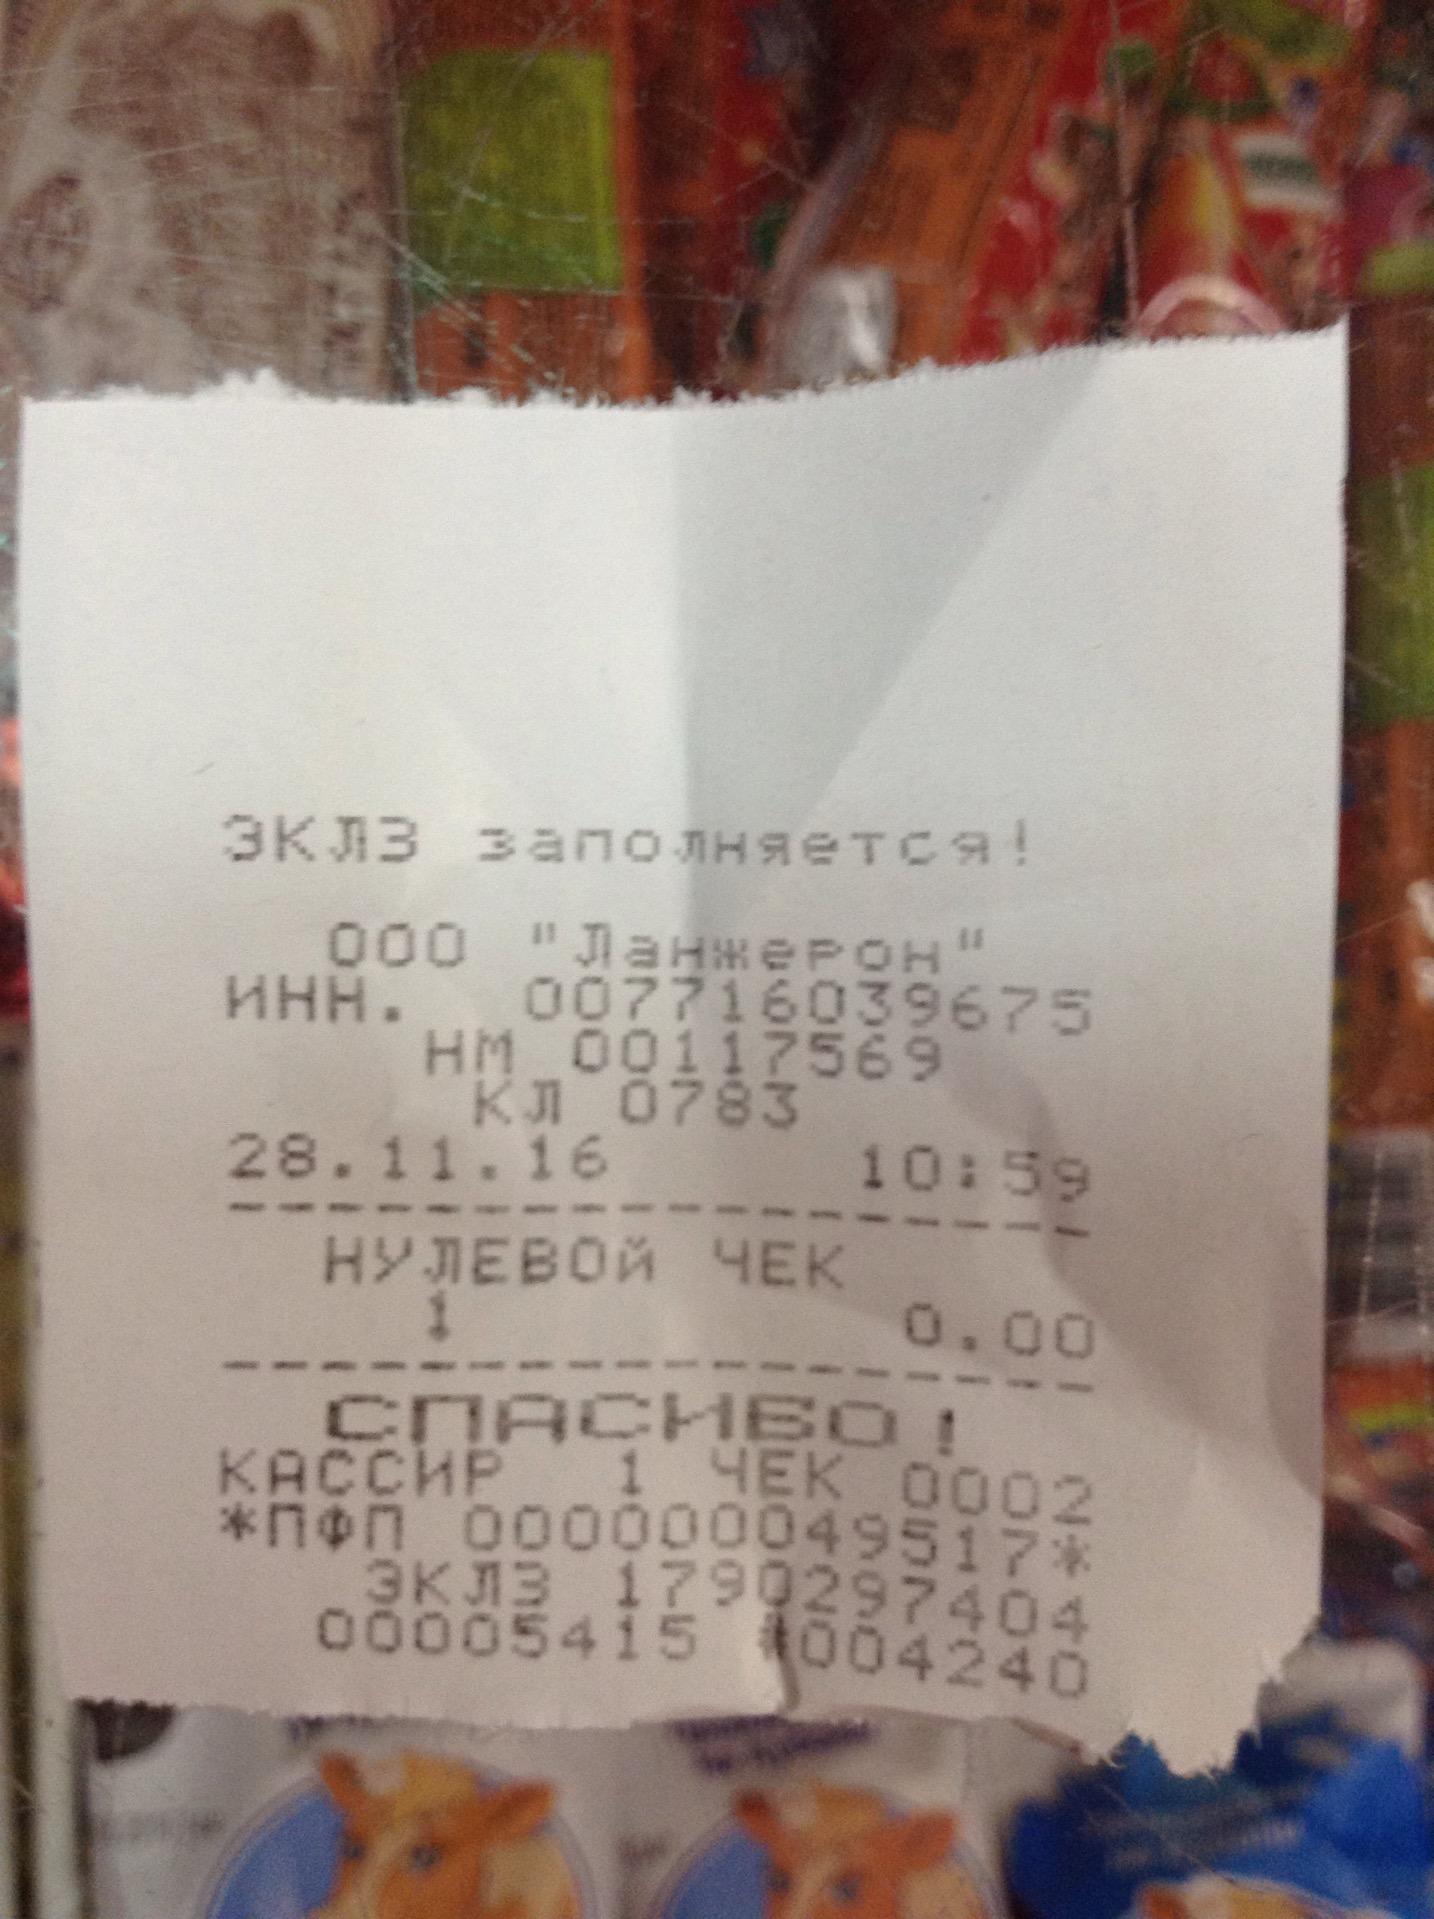 ЭКЛЗ заполняется!
ООО "Ланжерон"
ИНН. 007716039675
НМ 00117569
КЛ 0783
28.11.16 10:59
НУЛЕВОЙ ЧЕК
1 0.00
СПАСИБО!
КАССИР 1 ЧЕК 0002
*ПФП 000000049517*
ЭКЛЗ 1790297404
00005415 #004240